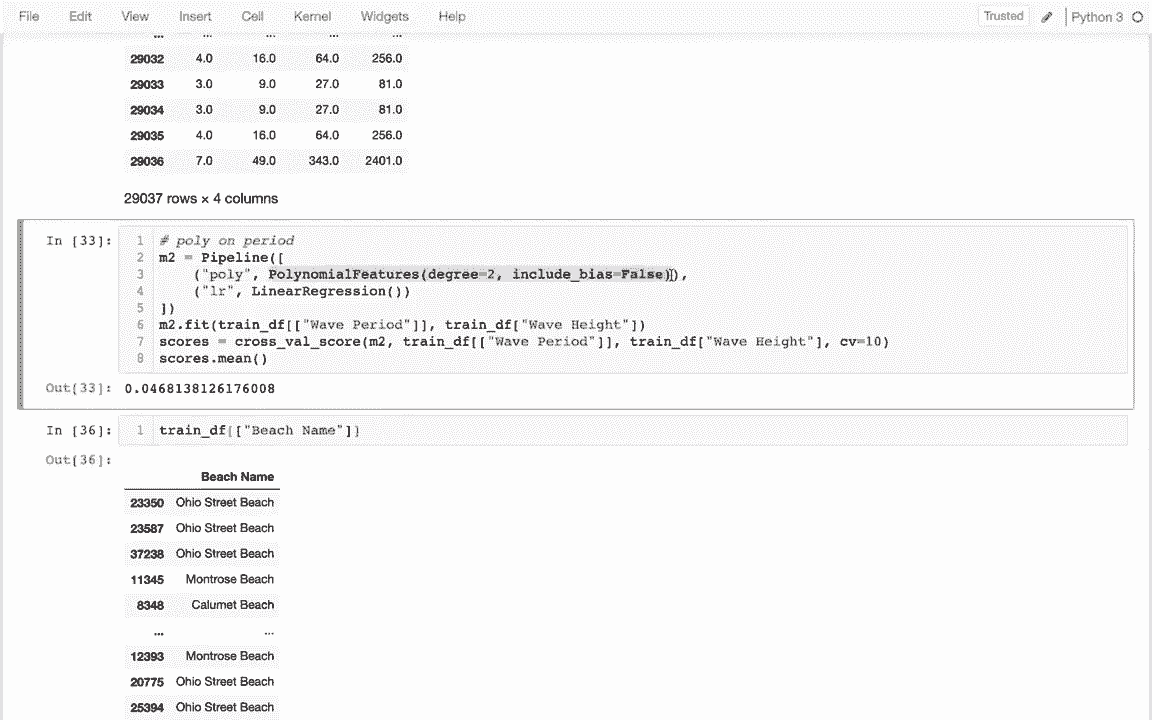 File Edit View Insert Cell Kernel Widgets Help Trusted Python 3
... ... ... ... ...
29032 4.0 16.0 64.0 256.0
29033 3.0 9.0 27.0 81.0
29034 3.0 9.0 27.0 81.0
29035 4.0 16.0 64.0 256.0
29036 7.0 49.0 343.0 2401.0
29037 rows × 4 columns
In [33]: 1 # poly on period
2 m2 = Pipeline([
3 ("poly", PolynomialFeatures(degree=2, include_bias=False)),
4 ("lr", LinearRegression())
5 ])
6 m2.fit(train_df[["Wave Period"]], train_df["Wave Height"])
7 scores = cross_val_score(m2, train_df[["Wave Period"]], train_df["Wave Height"], cv=10)
8 scores.mean()
Out[33]: 0.0468138126176008
In [36]: 1 train_df[["Beach Name"]]
Out[36]:
Beach Name
23350 Ohio Street Beach
23587 Ohio Street Beach
37238 Ohio Street Beach
11345 Montrose Beach
8348 Calumet Beach
... ...
12393 Montrose Beach
20775 Ohio Street Beach
25394 Ohio Street Beach